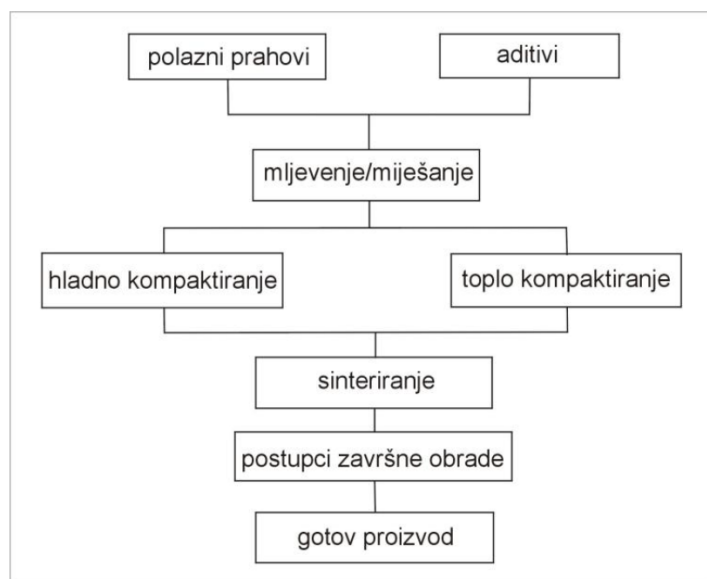 polazni prahovi
aditivi
mljevenje/miješanje
hladno kompaktiranje
toplo kompaktiranje
sinteriranje
postupci završne obrade
gotov proizvod